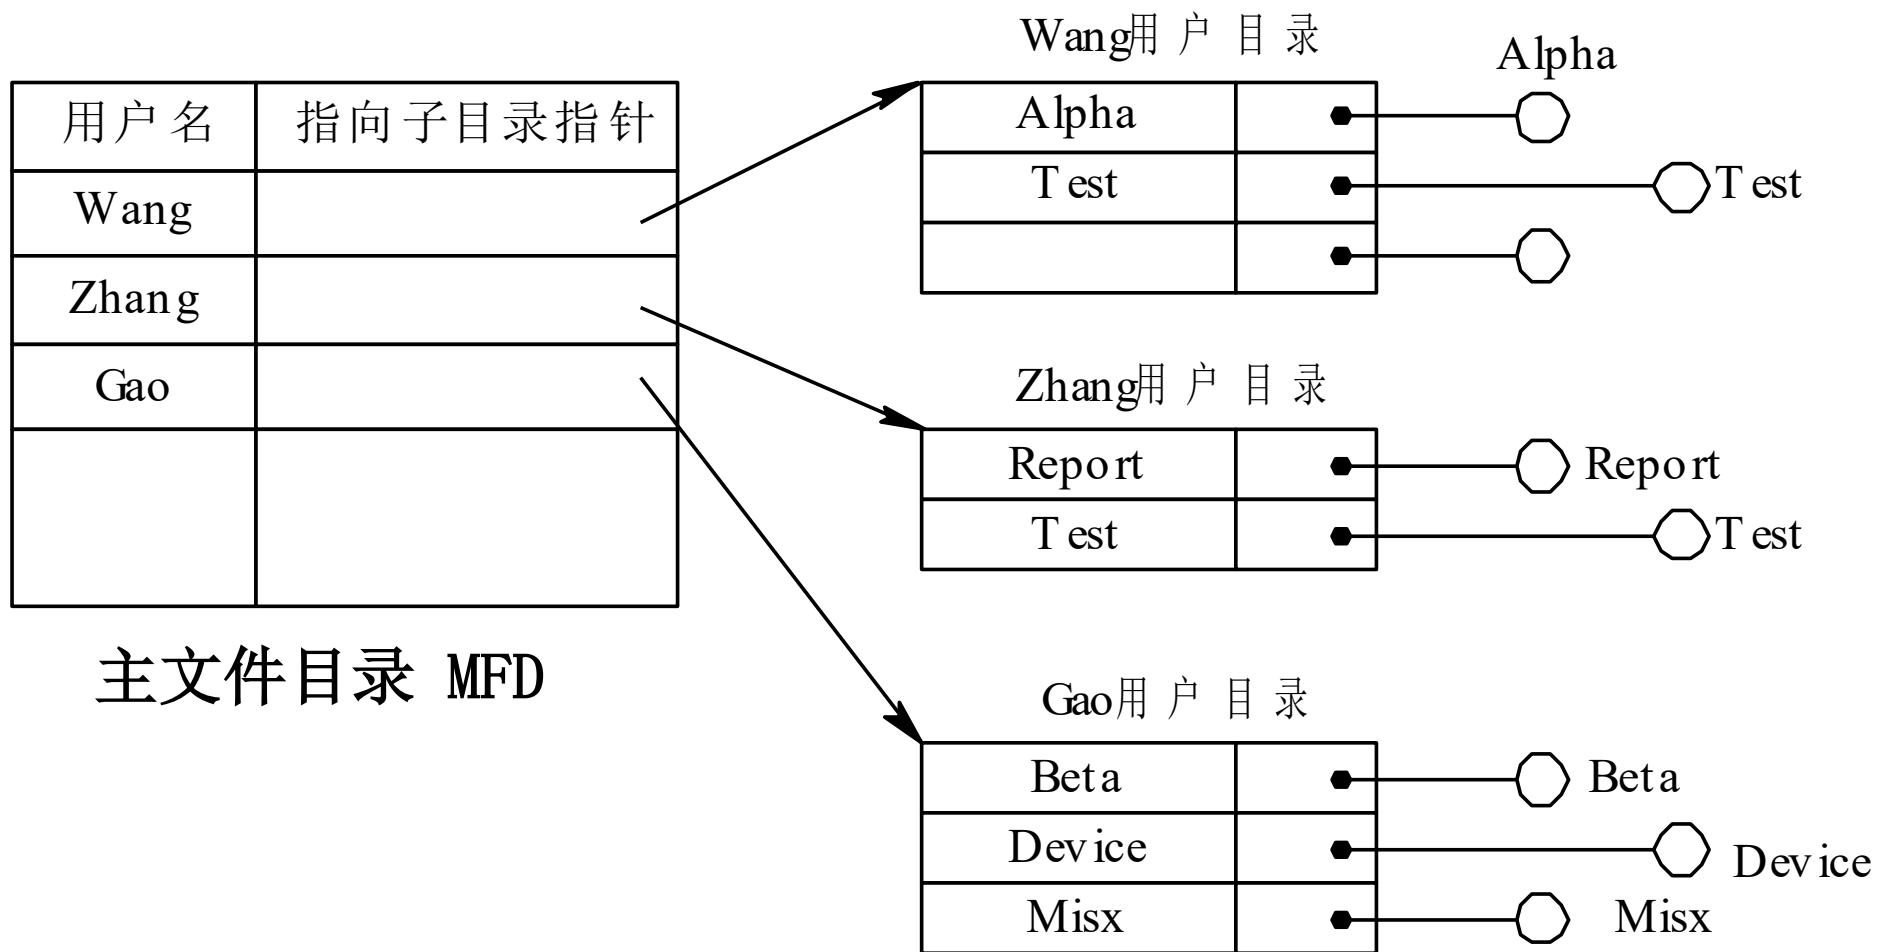 用户名 指向子目录指针
Wang
Zhang
Gao
主文件目录 MFD
Wang用户目录
Alpha
Alpha
Test
Test
Zhang用户目录
Report
Report
Test
Test
Gao用户目录
Beta
Beta
Device
Device
Misx
Misx